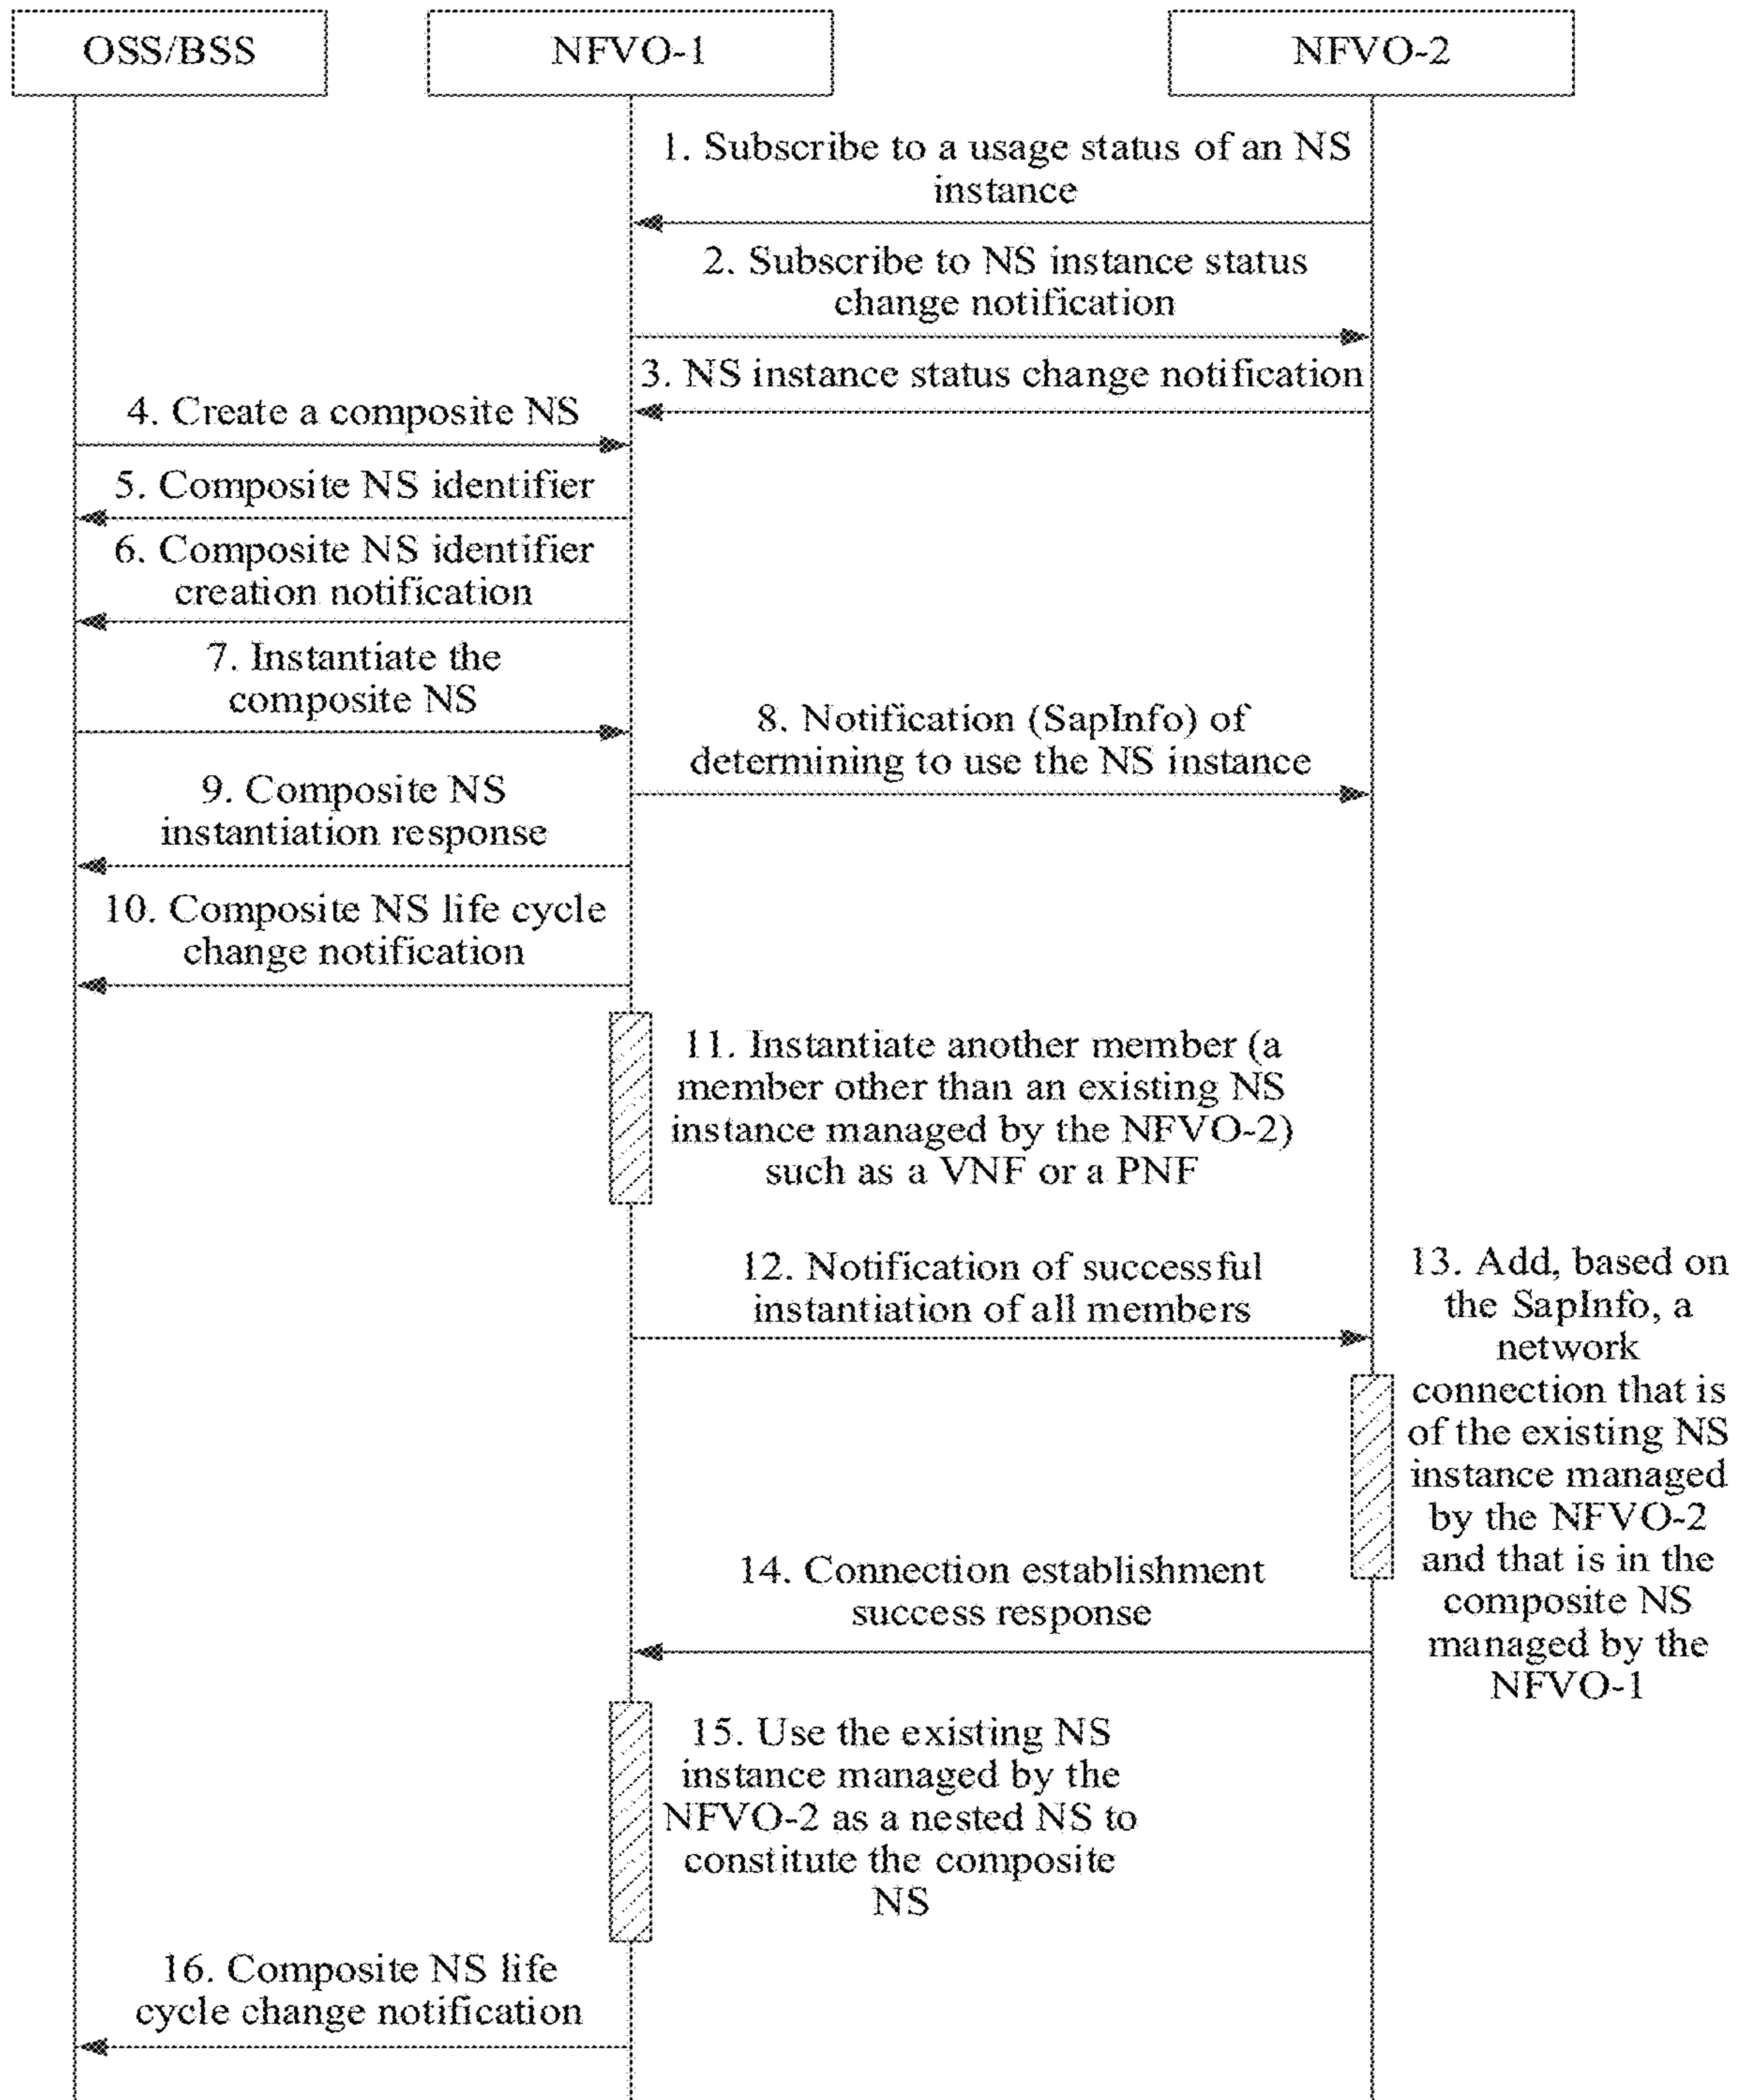 OSS/BSS
NFVO-1
NFVO-2
1. Subscribe to a usage status of an NS
instance
2. Subscribe to NS instance status
change notification
3. NS instance status change notification
4. Create a composite NS
5. Composite NS identifier
6. Composite NS identifier
creation notification
7. Instantiate the
composite NS
8. Notification (SapInfo) of
determining to use the NS instance
9. Composite NS
instantiation response
10. Composite NS life cycle
change notification
11. Instantiate another member (a
member other than an existing NS
instance managed by the NFVO-2)
such as a VNF or a PNF
12. Notification of successful
instantiation of all members
13. Add, based on
the SapInfo, a
network
connection that is
of the existing NS
instance managed
by the NFVO-2
and that is in the
composite NS
managed by the
NFVO-1
14. Connection establishment
success response
15. Use the existing NS
instance managed by the
NFVO-2 as a nested NS to
constitute the composite
NS
16. Composite NS life
cycle change notification